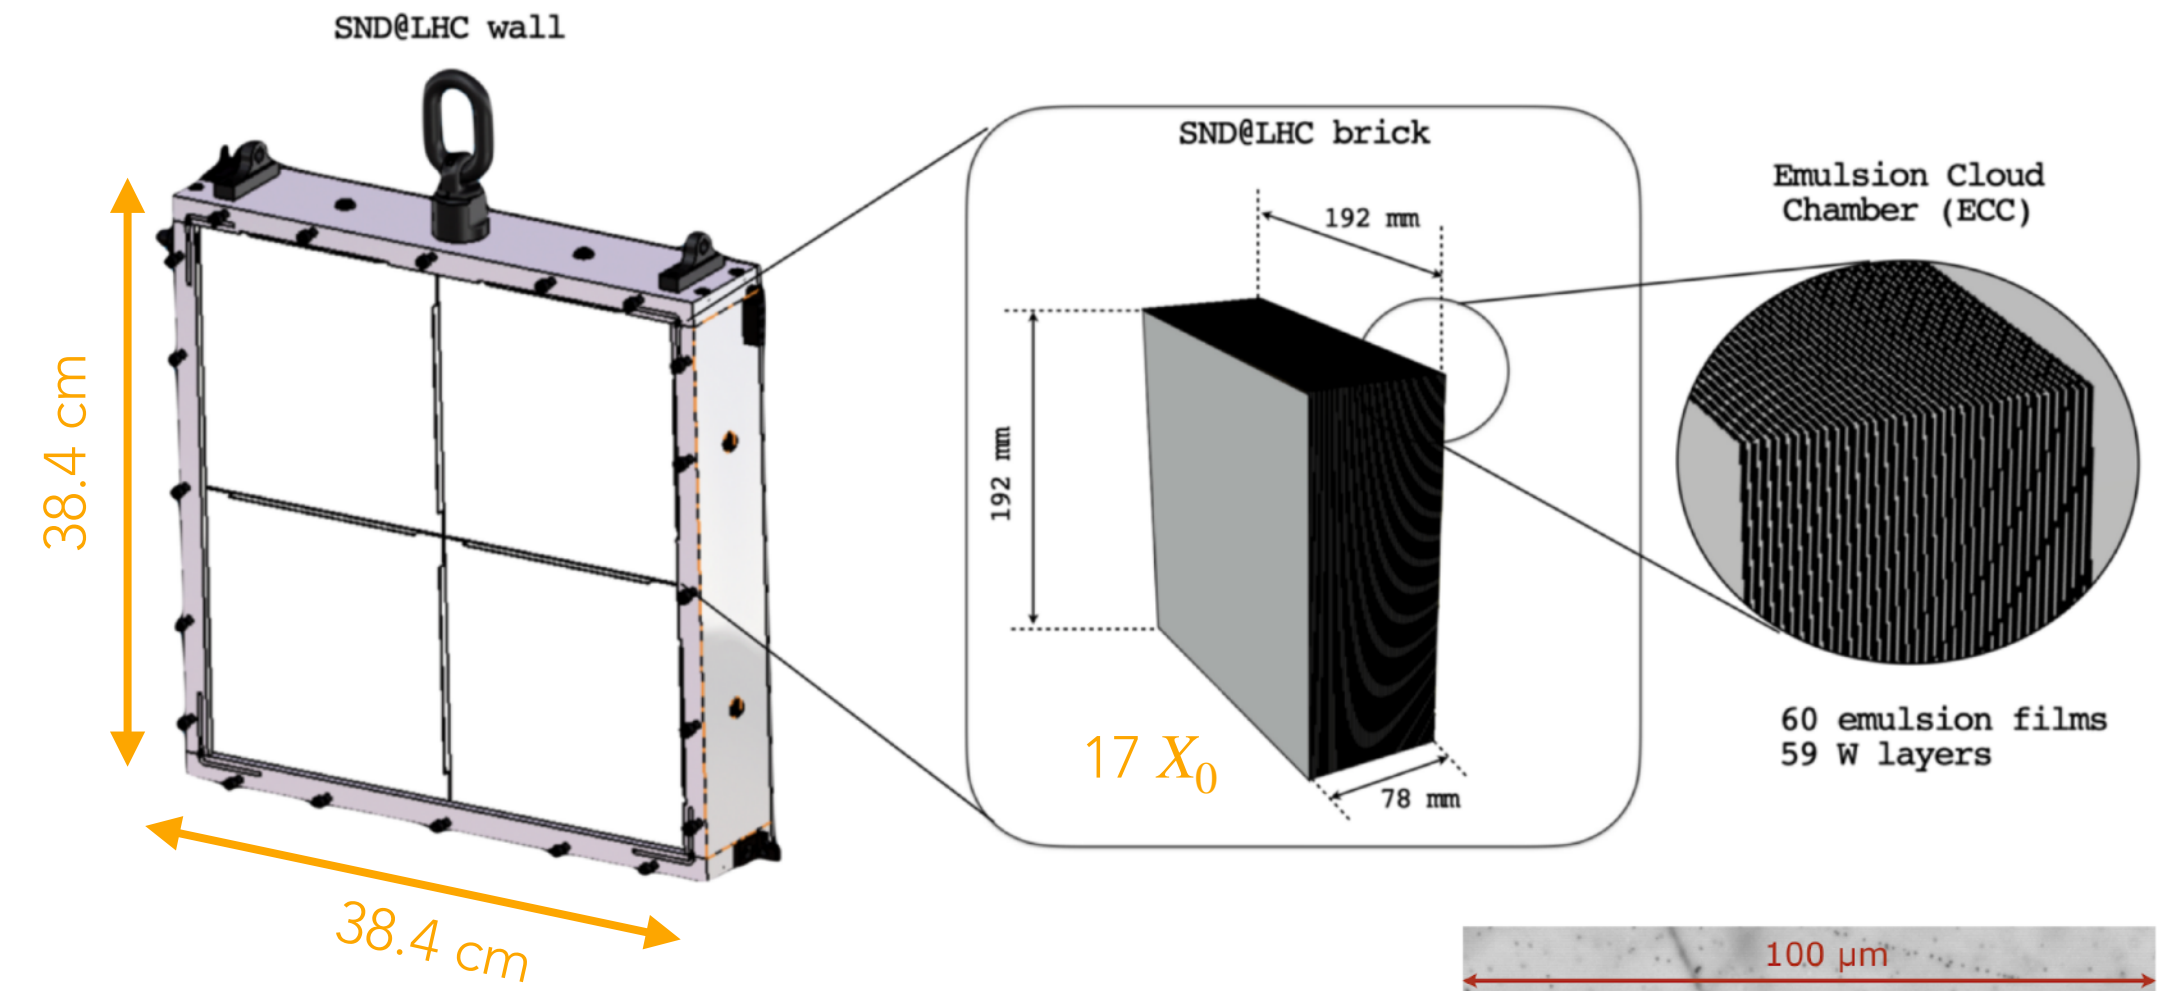 SND@LHC wall
38.4 cm
38.4 cm
SND@LHC brick
192 mm
192 mm
17 X₀
78 mm
Emulsion Cloud
Chamber (ECC)
60 emulsion films
59 W layers
100 µm